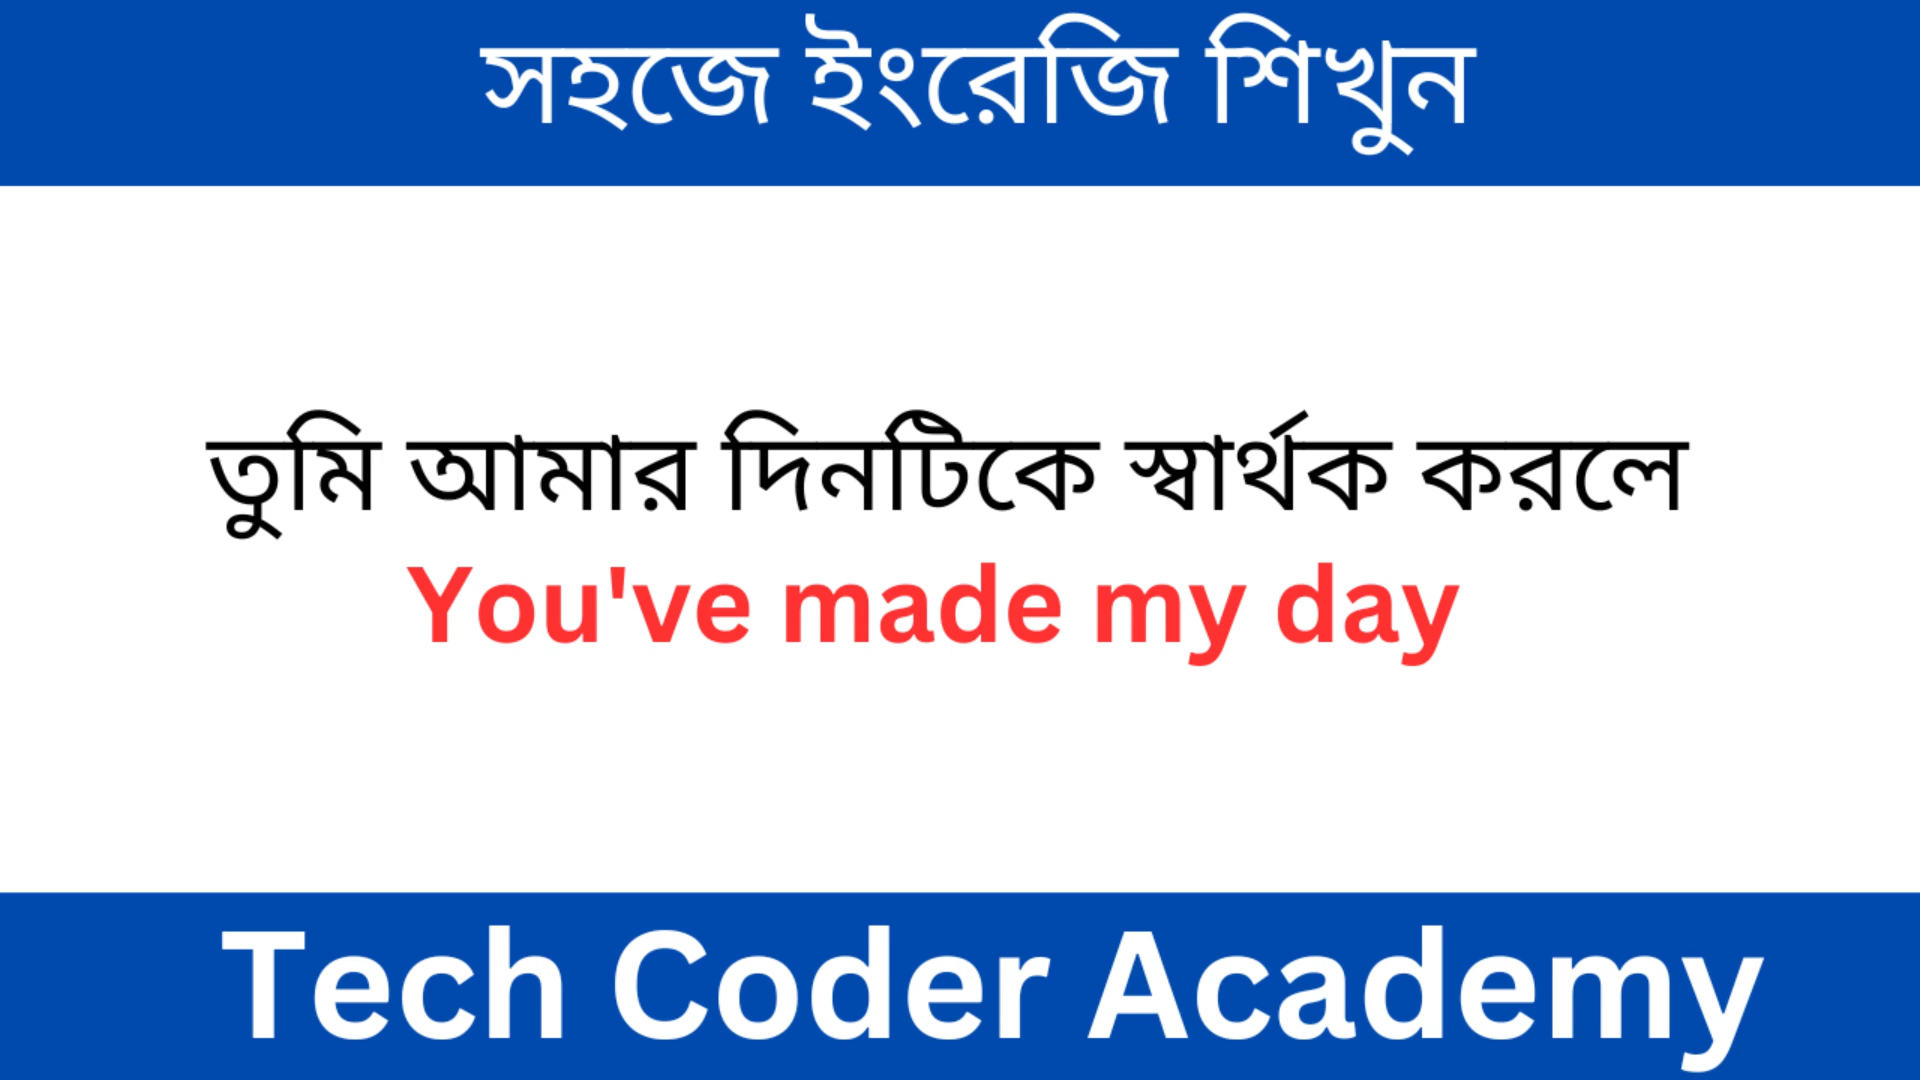 সহজে ইংরেজি শিখুন
তুমি আমার দিনটিকে স্বার্থক করলে
You've made my day
Tech Coder Academy